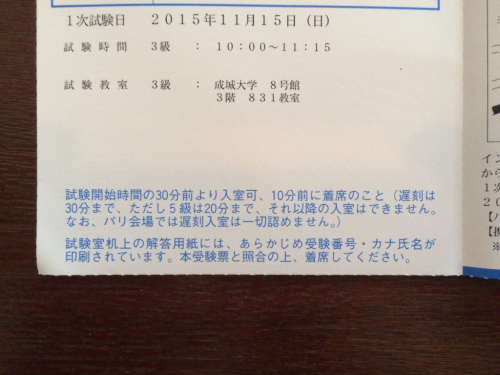 1次試験日 2015年11月15日（日）
試験時間 3級 ： 10：00〜11：15
試験教室 3級 ： 成城大学 8号館
3階 831教室
試験開始時間の30分前より入室可、10分前に着席のこと（遅刻は
30分まで、ただし5級は20分まで、それ以降の入室はできません。
なお、パリ会場では遅刻入室は一切認めません。）
試験室机上の解答用紙には、あらかじめ受験番号・カナ氏名が
印刷されています。本受験票と照合の上、着席してください。
イン
から
1次
20